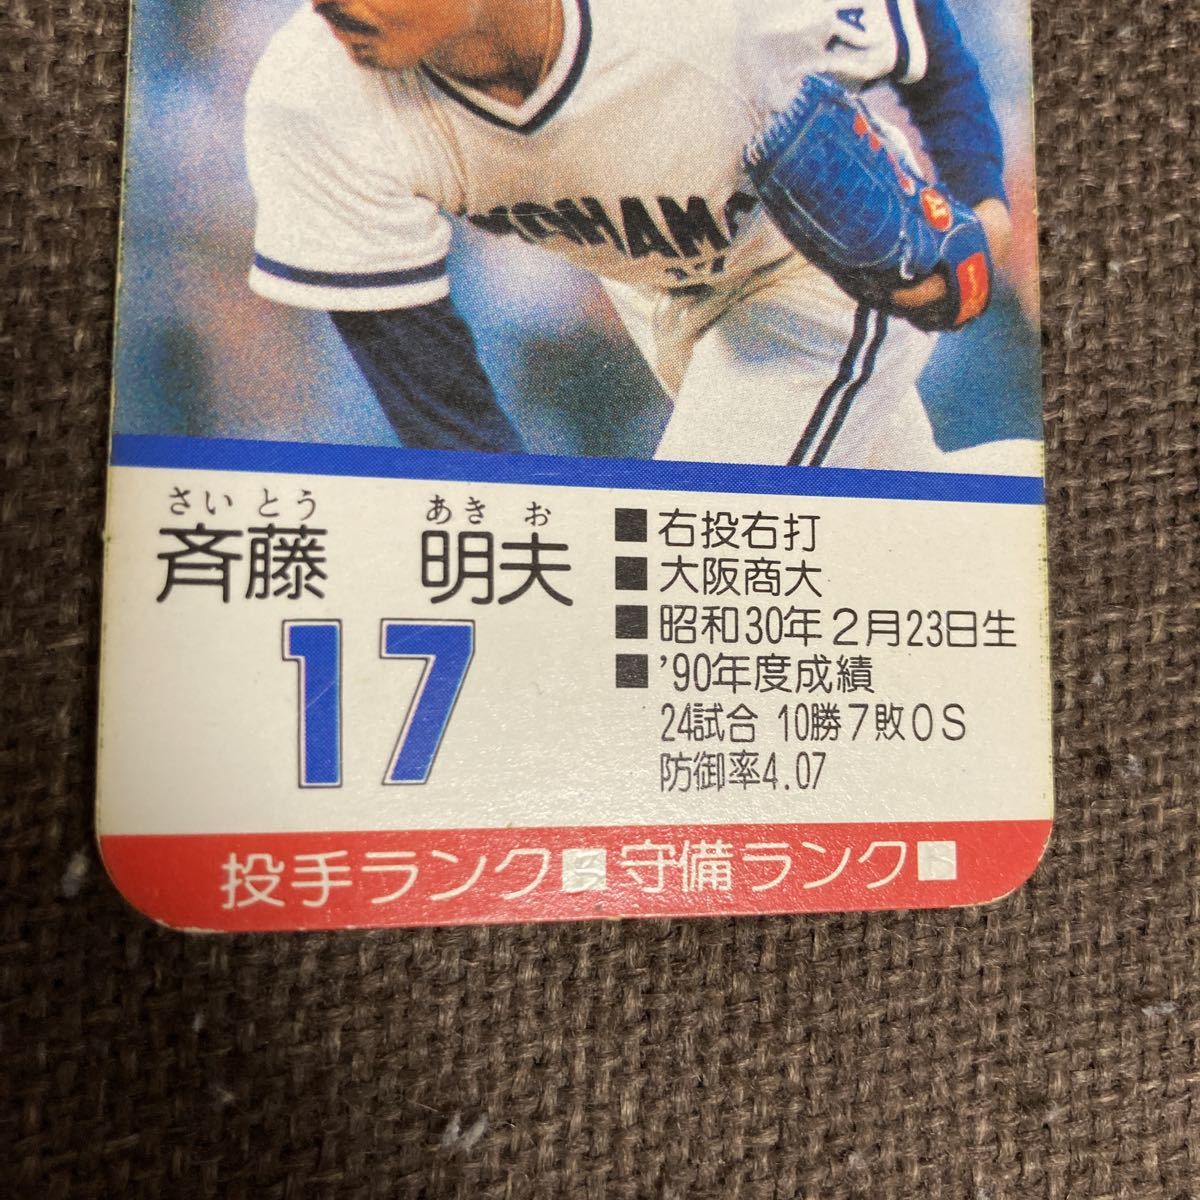 TA
YOKOHAMA
17
さいとう あきお
斉藤 明夫
17
■右投右打
■大阪商大
■昭和30年2月23日生
■'90年度成績
24試合 10勝7敗0S
防御率4.07
投手ランク 守備ランク